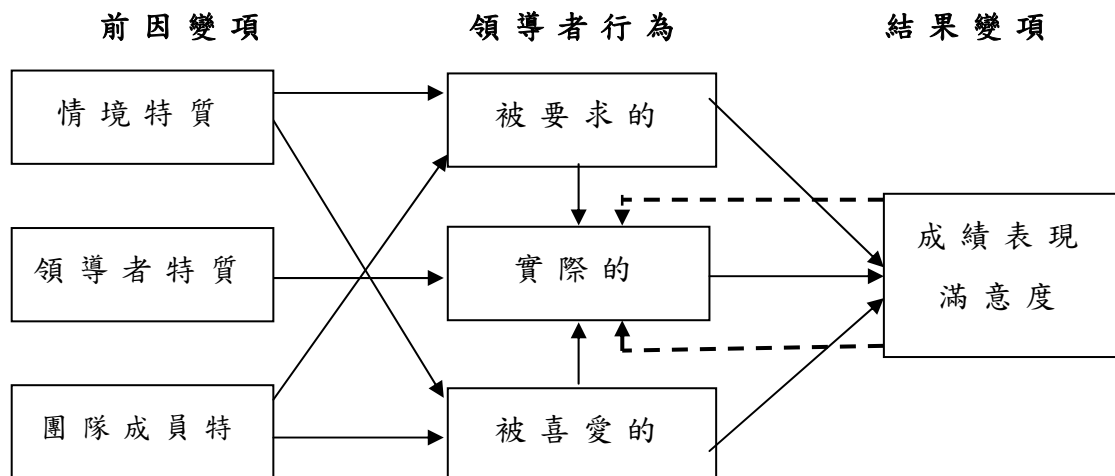 前因變項 領導者行為 結果變項
情境特質
被要求的
領導者特質
實際的
成績表現
滿意度
團隊成員特
被喜愛的